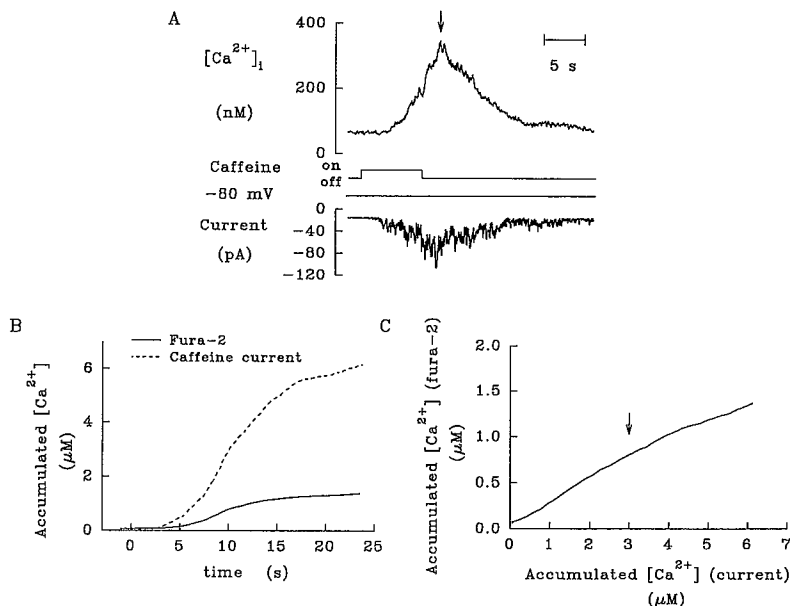 A
[Ca²⁺]i
(nM)
400
200
0
5 s
Caffeine
on
off
−80 mV
Current
(pA)
0
−40
−80
−120
B
Accumulated [Ca²⁺]
(μM)
6
4
2
0
Fura-2
Caffeine current
0 5 10 15 20 25
time (s)
C
Accumulated [Ca²⁺] (fura-2)
(μM)
2.0
1.5
1.0
0.5
0.0
0 1 2 3 4 5 6 7
Accumulated [Ca²⁺] (current)
(μM)